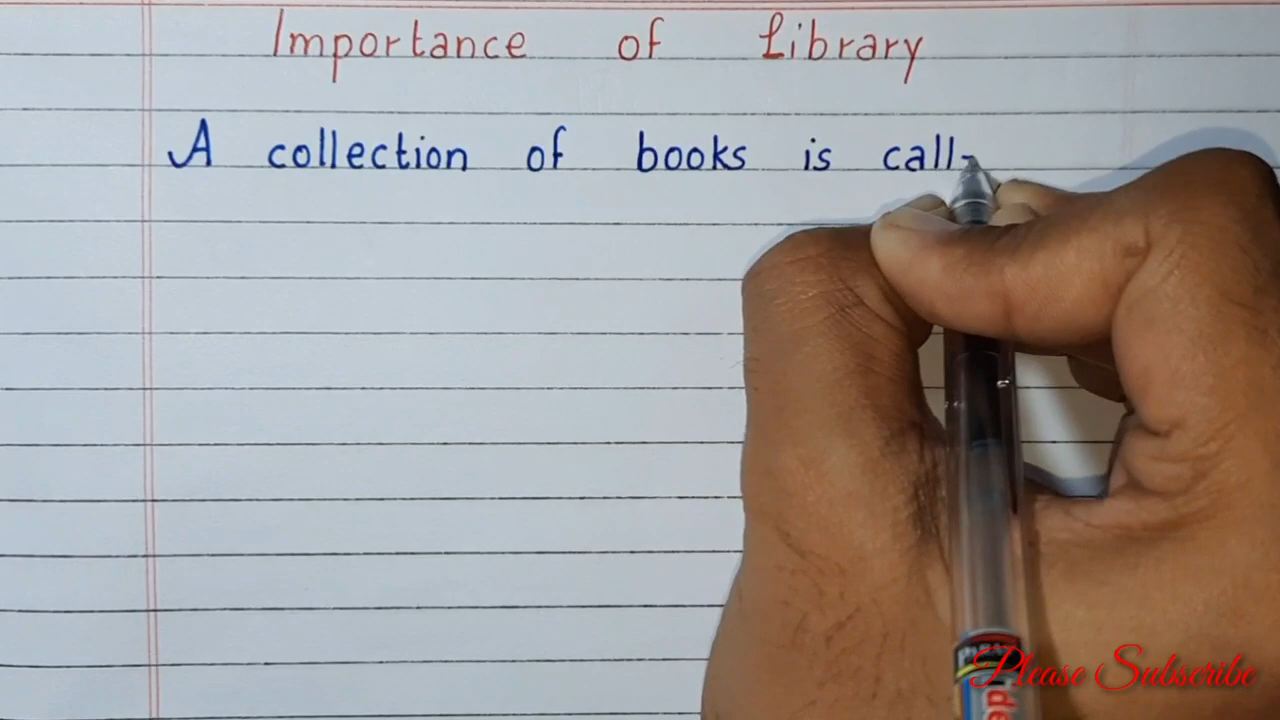 Importance of Library
A collection of books is call
Please Subscribe